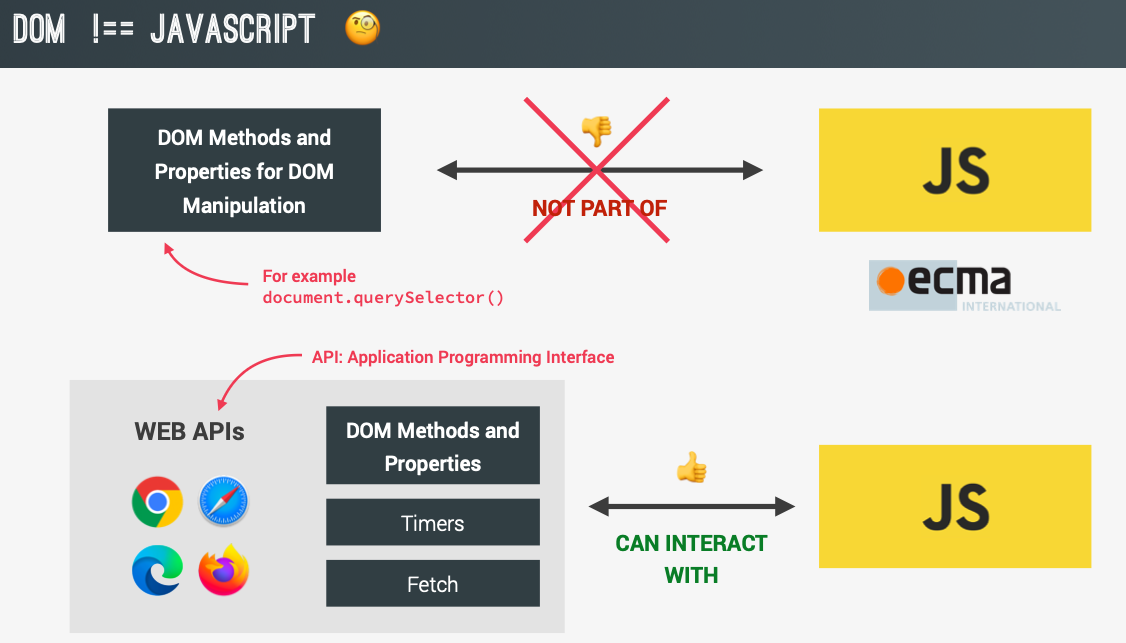 DOM !== JAVASCRIPT
DOM Methods and
Properties for DOM
Manipulation
NOT PART OF
JS
For example
document.querySelector()
ecma
INTERNATIONAL
API: Application Programming Interface
WEB APIs
DOM Methods and
Properties
Timers
Fetch
CAN INTERACT
WITH
JS